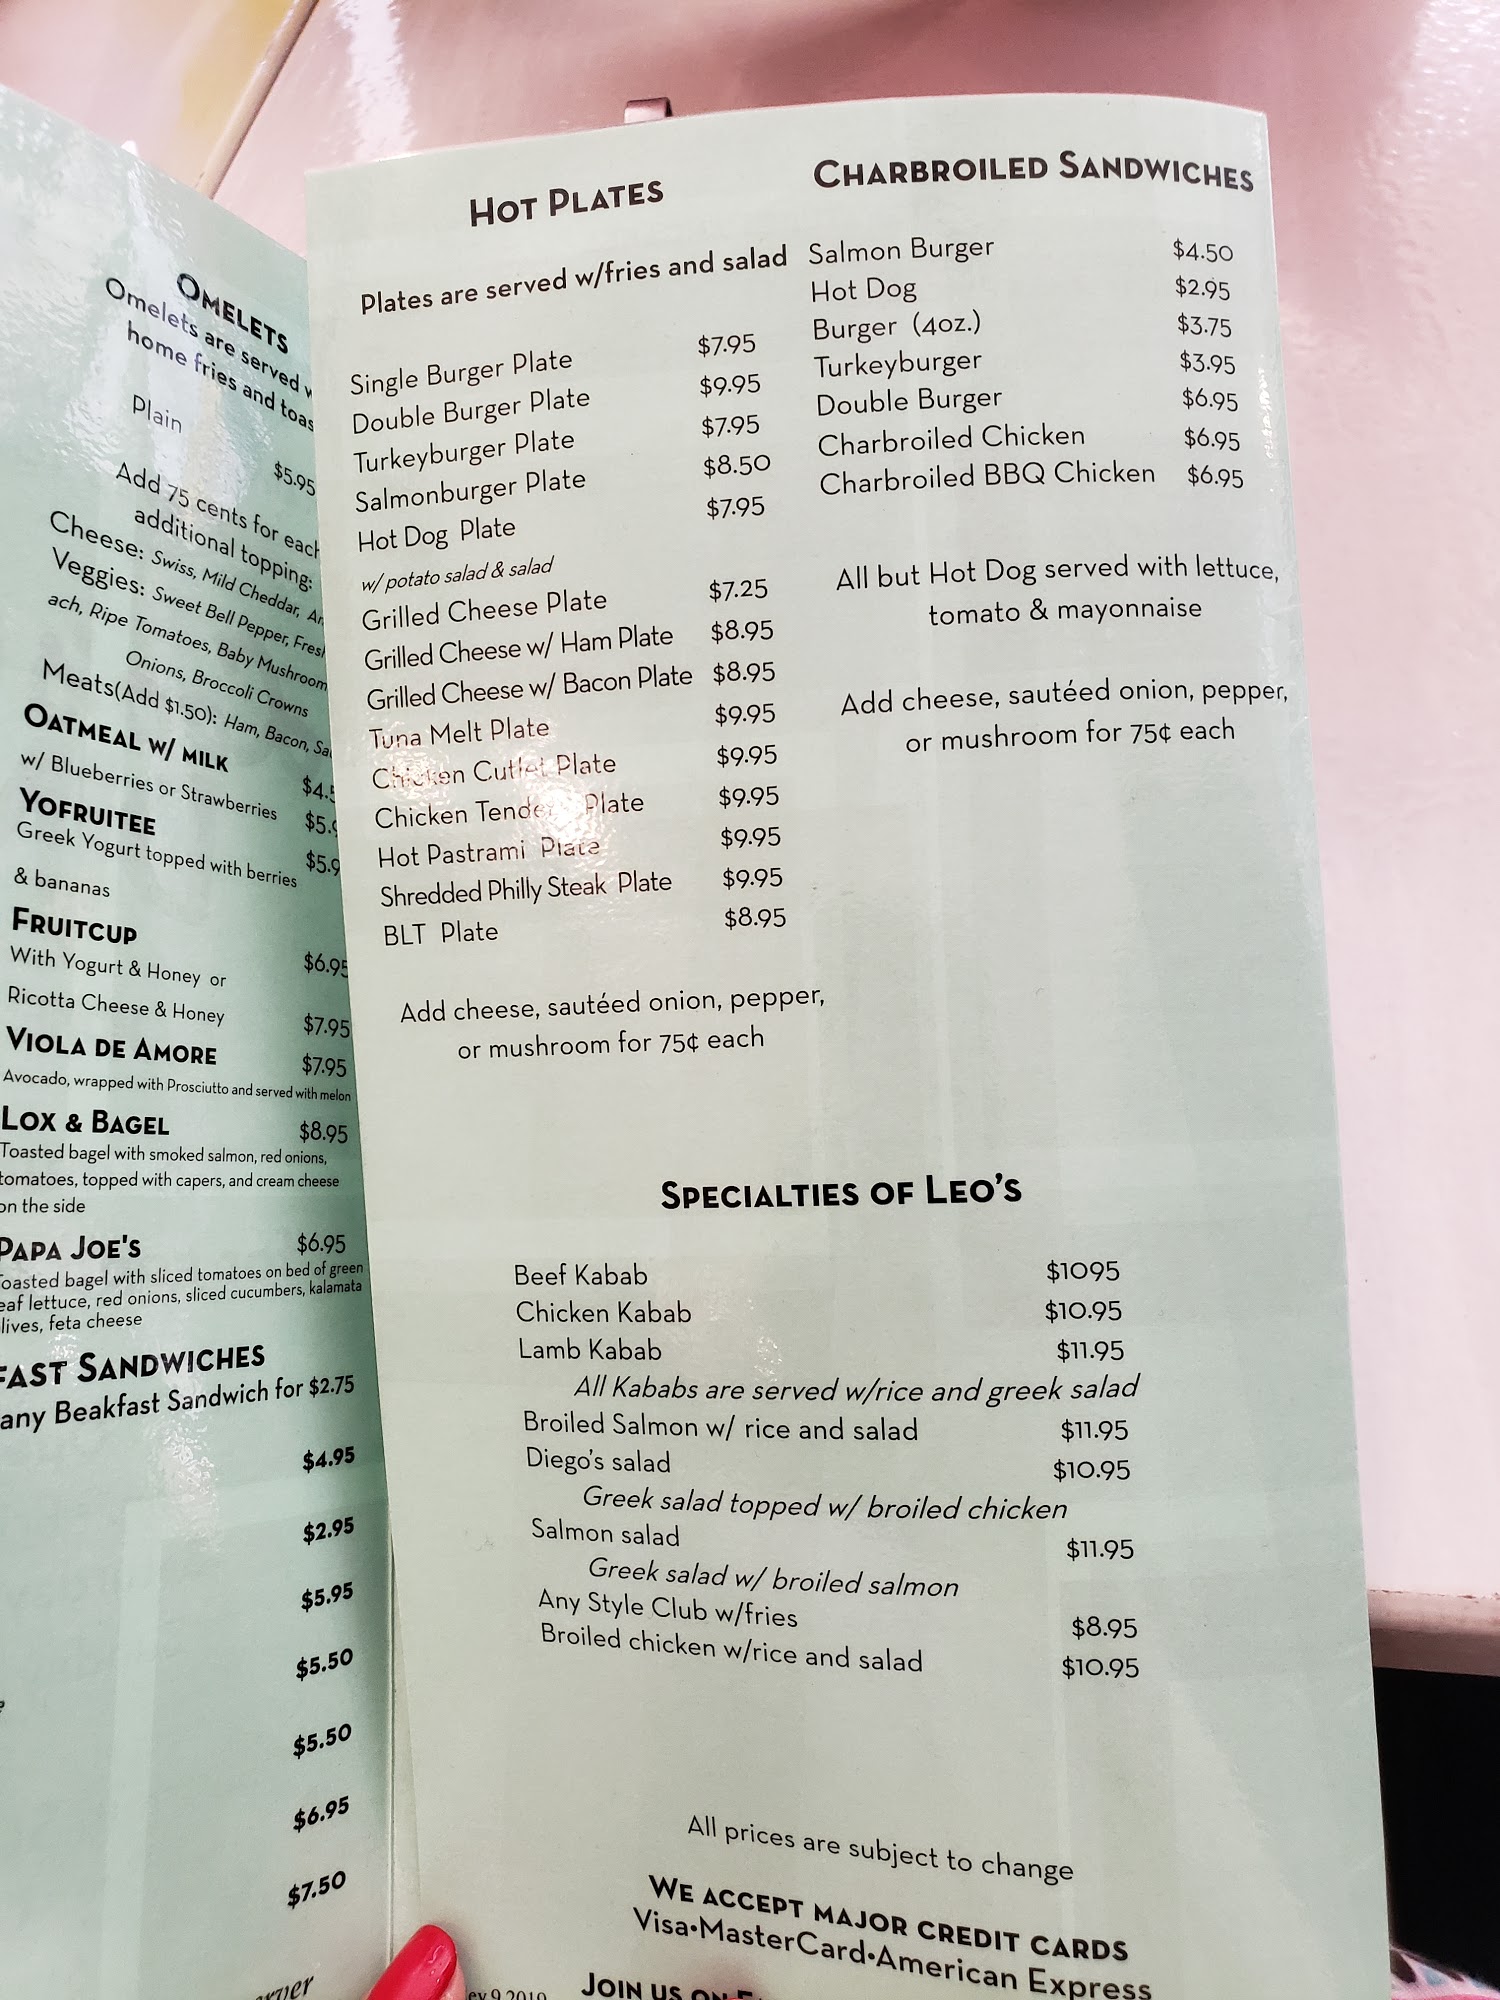 OMELETS
Omelets are served
home fries and
Plain
$5.95
Add 75 cents for each
additional topping:
Cheese: Swiss, Mild Cheddar,
Veggies: Sweet Bell Pepper,
ach, Ripe Tomatoes, Baby Mushroom
Onions, Broccoli Crowns
Meats(Add $1.50): Ham, Bacon,
OATMEAL W/ MILK
w/ Blueberries or Strawberries
YOFRUITEE
Greek Yogurt topped with berries
& bananas
FRUITCUP
With Yogurt & Honey or $6.95
Ricotta Cheese & Honey $7.95
VIOLA DE AMORE $7.95
Avocado, wrapped with Prosciutto and served with melon
LOX & BAGEL $8.95
Toasted bagel with smoked salmon, red onions,
tomatoes, topped with capers, and cream cheese
on the side
PAPA JOE'S $6.95
oasted bagel with sliced tomatoes on bed of green
eaf lettuce, red onions, sliced cucumbers, kalamata
lives, feta cheese
FAST SANDWICHES
any Beakfast Sandwich for $2.75
$4.95
$2.95
$5.95
$5.50
$5.50
$6.95
$7.50
HOT PLATES
Plates are served w/fries and salad
Single Burger Plate $7.95
Double Burger Plate $9.95
Turkeyburger Plate $7.95
Salmonburger Plate $8.50
Hot Dog Plate $7.95
w/ potato salad & salad
Grilled Cheese Plate $7.25
Grilled Cheese w/ Ham Plate $8.95
Grilled Cheese w/ Bacon Plate $8.95
Tuna Melt Plate $9.95
Chicken Cutlet Plate $9.95
Chicken Tender Plate $9.95
Hot Pastrami Plate $9.95
Shredded Philly Steak Plate $9.95
BLT Plate $8.95
Add cheese, sautéed onion, pepper,
or mushroom for 75¢ each
CHARBROILED SANDWICHES
Salmon Burger $4.50
Hot Dog $2.95
Burger (4oz.) $3.75
Turkeyburger $3.95
Double Burger $6.95
Charbroiled Chicken $6.95
Charbroiled BBQ Chicken $6.95
All but Hot Dog served with lettuce,
tomato & mayonnaise
Add cheese, sautéed onion, pepper,
or mushroom for 75¢ each
SPECIALTIES OF LEO'S
Beef Kabab $1095
Chicken Kabab $10.95
Lamb Kabab $11.95
All Kababs are served w/rice and greek salad
Broiled Salmon w/ rice and salad $11.95
Diego's salad $10.95
Greek salad topped w/ broiled chicken
Salmon salad $11.95
Greek salad w/ broiled salmon
Any Style Club w/fries $8.95
Broiled chicken w/rice and salad $10.95
All prices are subject to change
WE ACCEPT MAJOR CREDIT CARDS
Visa•MasterCard•American Express
JOIN US ON